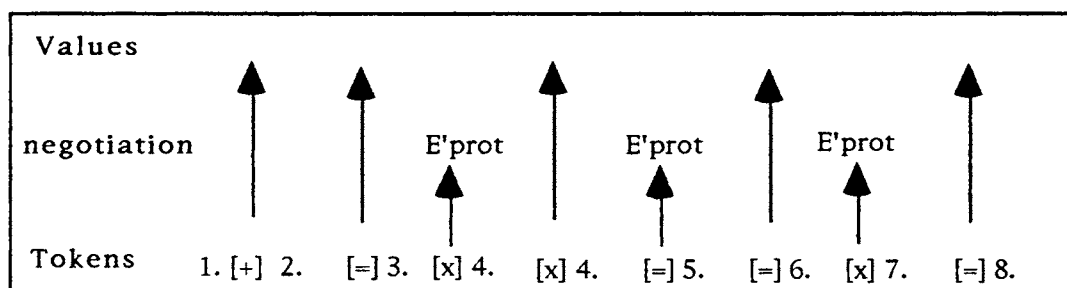 Values
negotiation E'prot E'prot E'prot
Tokens 1. [+] 2. [=] 3. [x] 4. [x] 4. [=] 5. [=] 6. [x] 7. [=] 8.